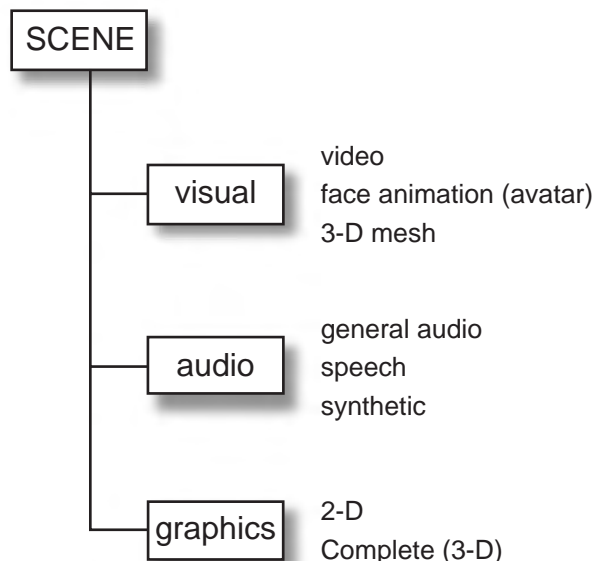 SCENE
visual
video
face animation (avatar)
3-D mesh
audio
general audio
speech
synthetic
graphics
2-D
Complete (3-D)